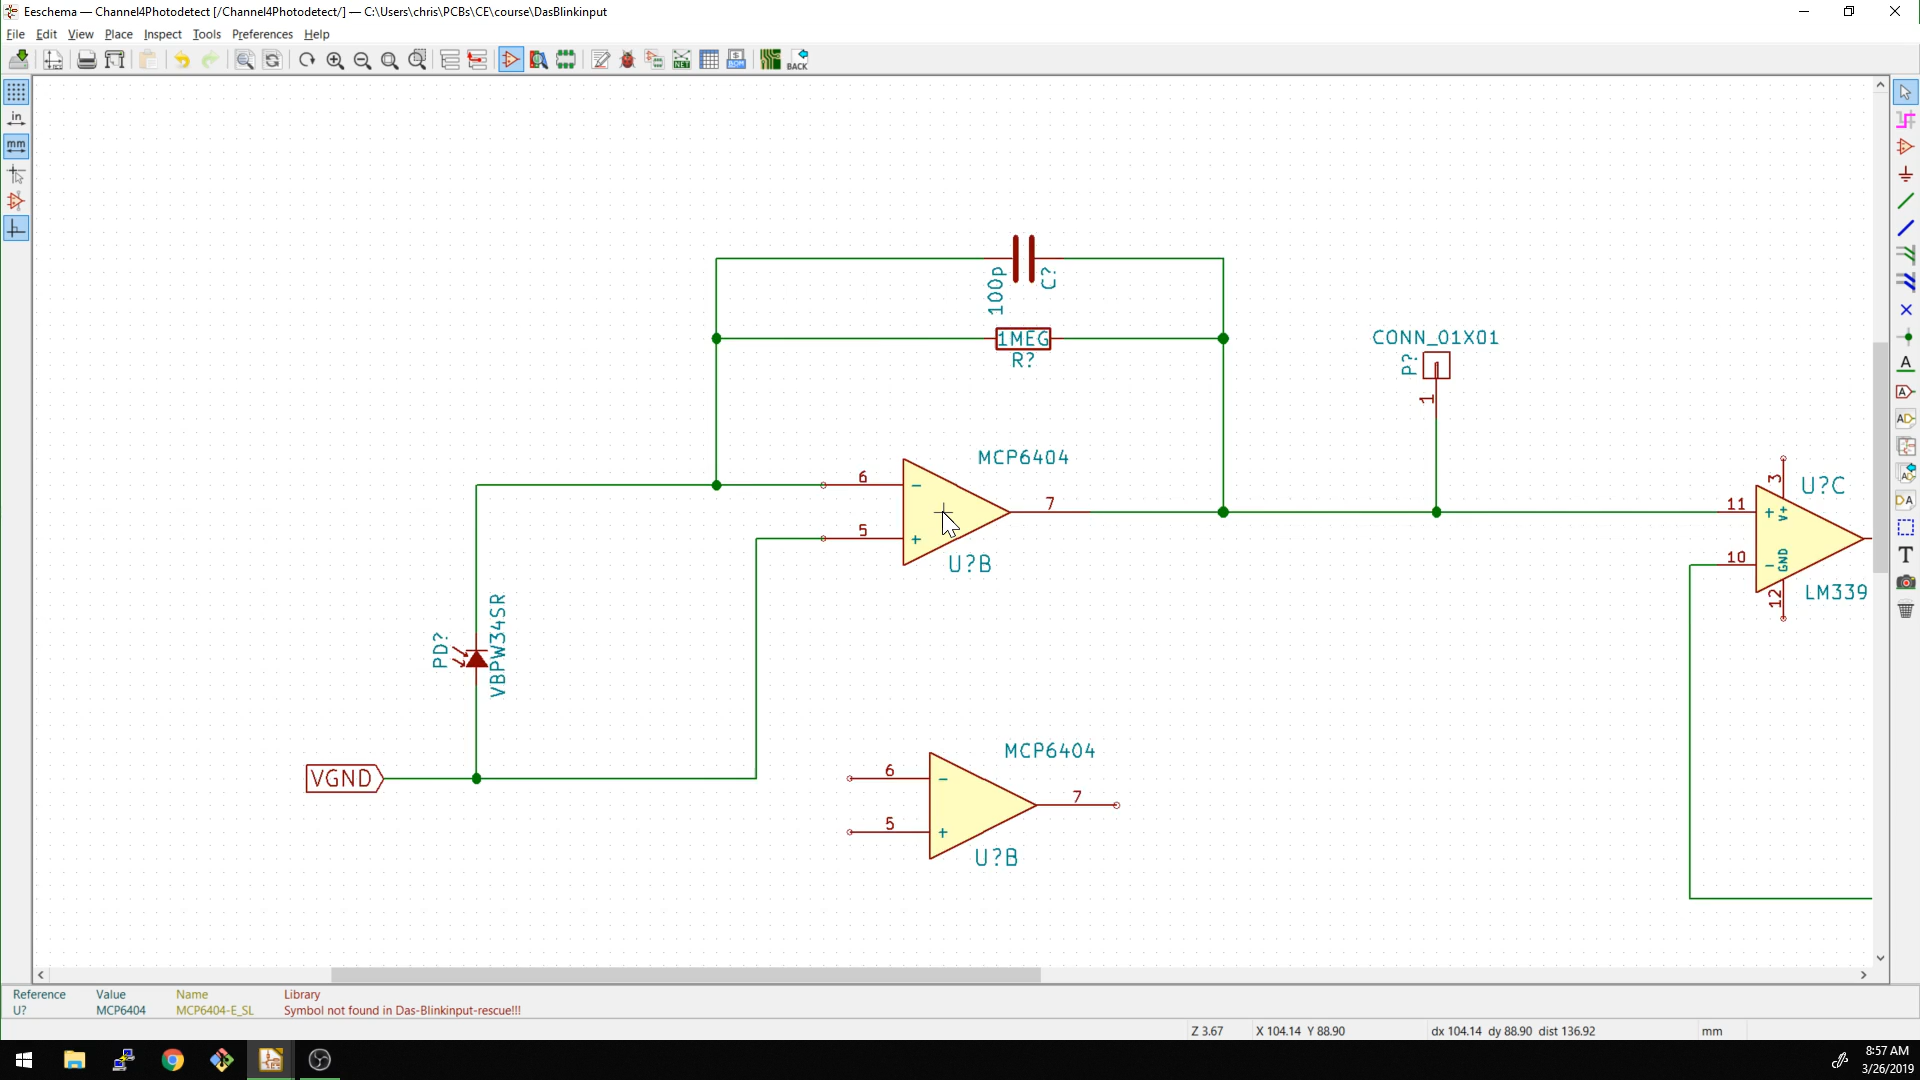 Eeschema — Channel4Photodetect [/Channel4Photodetect/] — C:\Users\chris\PCBs\CE\course\DasBlinkinput
File Edit View Place Inspect Tools Preferences Help
NET
BOM
BACK
in
mm
100p
C?
1MEG
R?
CONN_01X01
P?
1
MCP6404
6
7
5
U?B
11
3
V+
U?C
10
GND
12
LM339
PD?
VBPW34SR
VGND
MCP6404
6
7
5
U?B
Reference Value Name Library
U? MCP6404 MCP6404-E_SL Symbol not found in Das-Blinkinput-rescue!!!
Z 3.67 X 104.14 Y 88.90 dx 104.14 dy 88.90 dist 136.92 mm
8:57 AM
3/26/2019